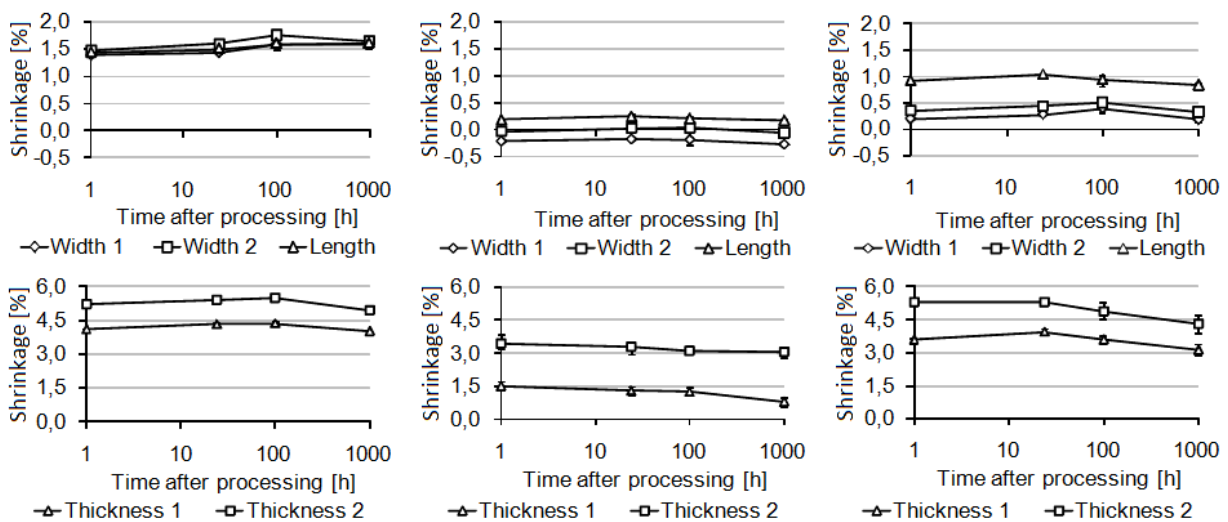 Shrinkage [%]
2,0
1,5
1,0
0,5
0,0
-0,5
1 10 100 1000
Time after processing [h]
Width 1 Width 2 Length
Shrinkage [%]
2,0
1,5
1,0
0,5
0,0
-0,5
1 10 100 1000
Time after processing [h]
Width 1 Width 2 Length
Shrinkage [%]
2,0
1,5
1,0
0,5
0,0
-0,5
1 10 100 1000
Time after processing [h]
Width 1 Width 2 Length
Shrinkage [%]
6,0
4,5
3,0
1,5
0,0
1 10 100 1000
Time after processing [h]
Thickness 1 Thickness 2
Shrinkage [%]
6,0
4,5
3,0
1,5
0,0
1 10 100 1000
Time after processing [h]
Thickness 1 Thickness 2
Shrinkage [%]
6,0
4,5
3,0
1,5
0,0
1 10 100 1000
Time after processing [h]
Thickness 1 Thickness 2